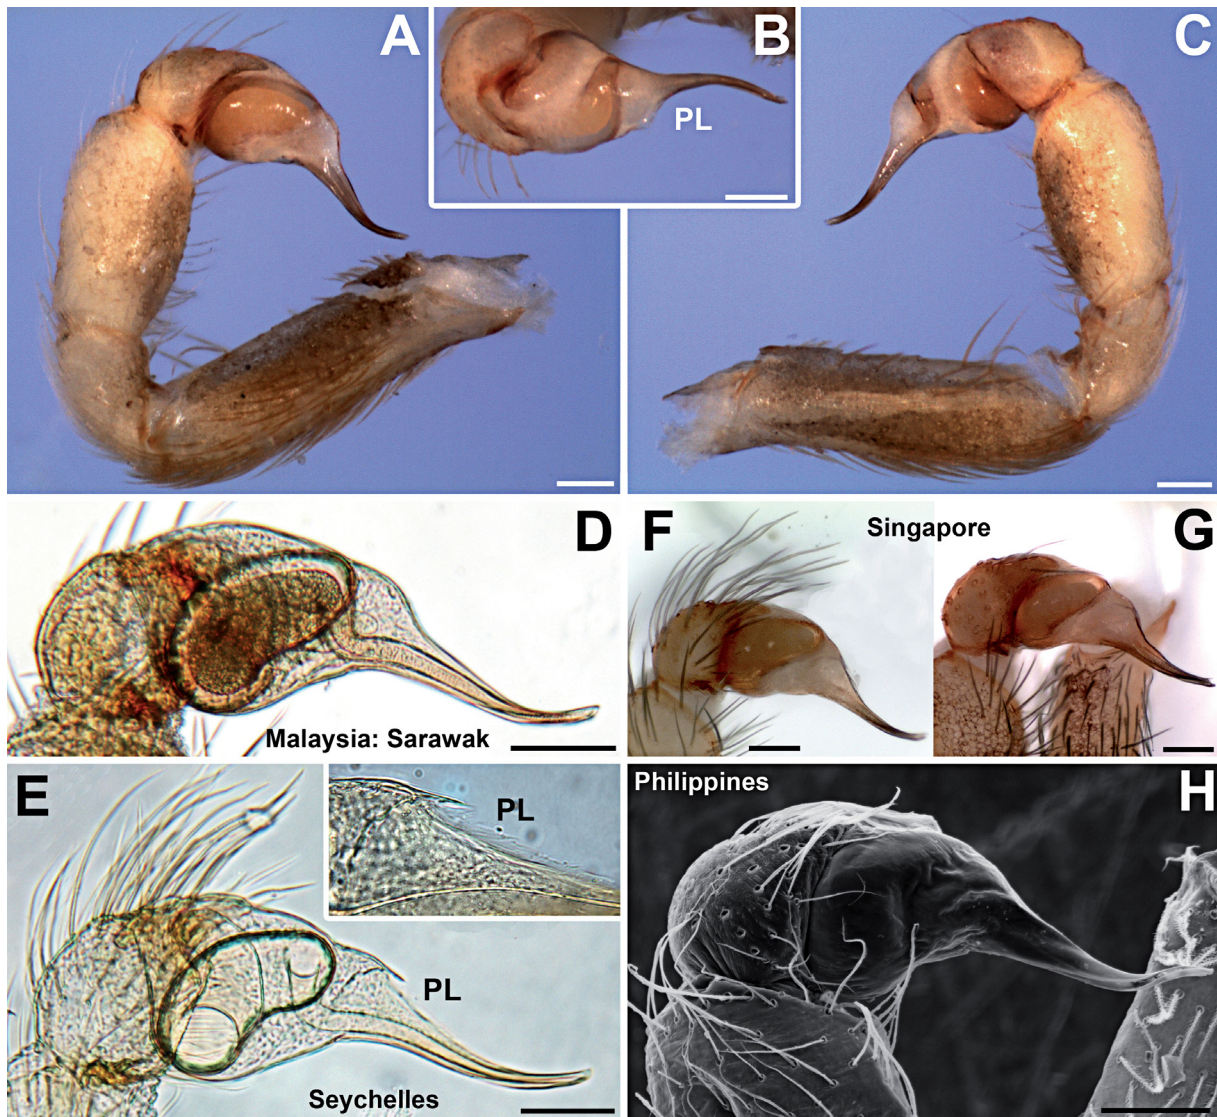 A
B
C
PL
D
Malaysia: Sarawak
F
Singapore
G
E
PL
PL
Seychelles
Philippines
H